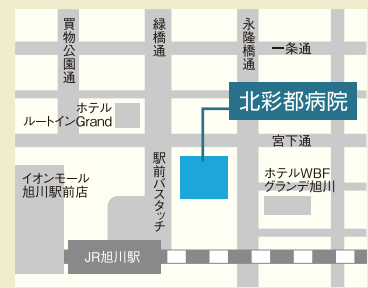 買物公園通
緑橋通
永隆橋通
一条通
北彩都病院
ホテル
ルートインGrand
宮下通
駅前バスタッチ
イオンモール
旭川駅前店
ホテルWBF
グランデ旭川
JR旭川駅